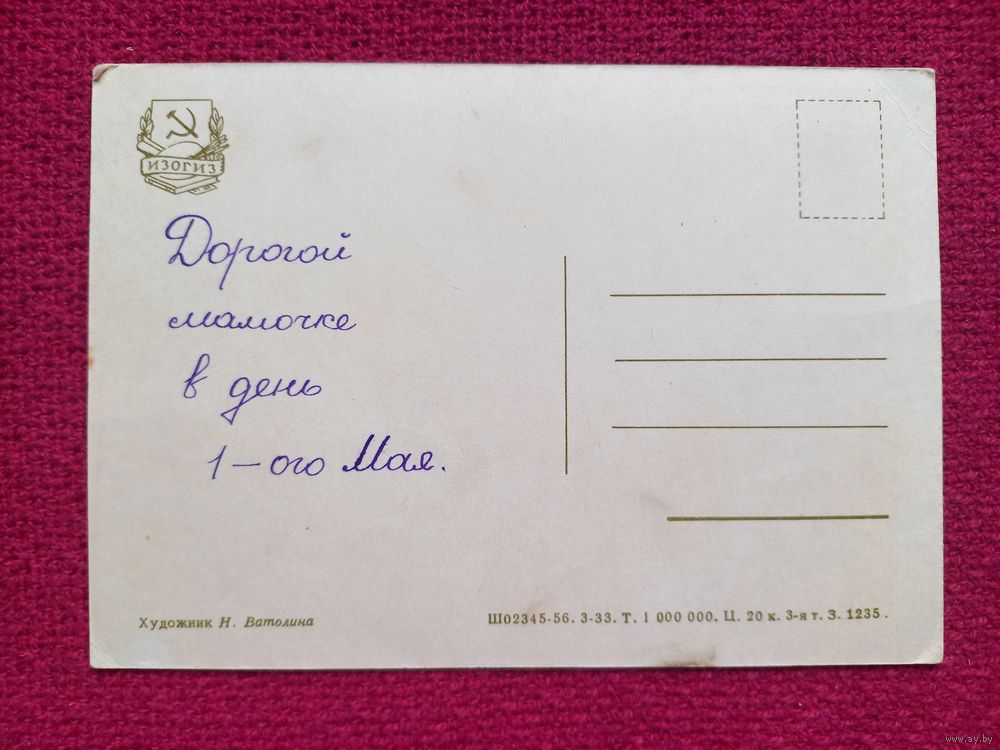 ИЗОГИЗ
Дорогой
мамочке
в день
1-ого Мая.
Художник Н. Ватолина
Ш02345-56. 3-33. Т. 1 000 000. Ц. 20 к. 3-я т. З. 1235.
www.ay.by